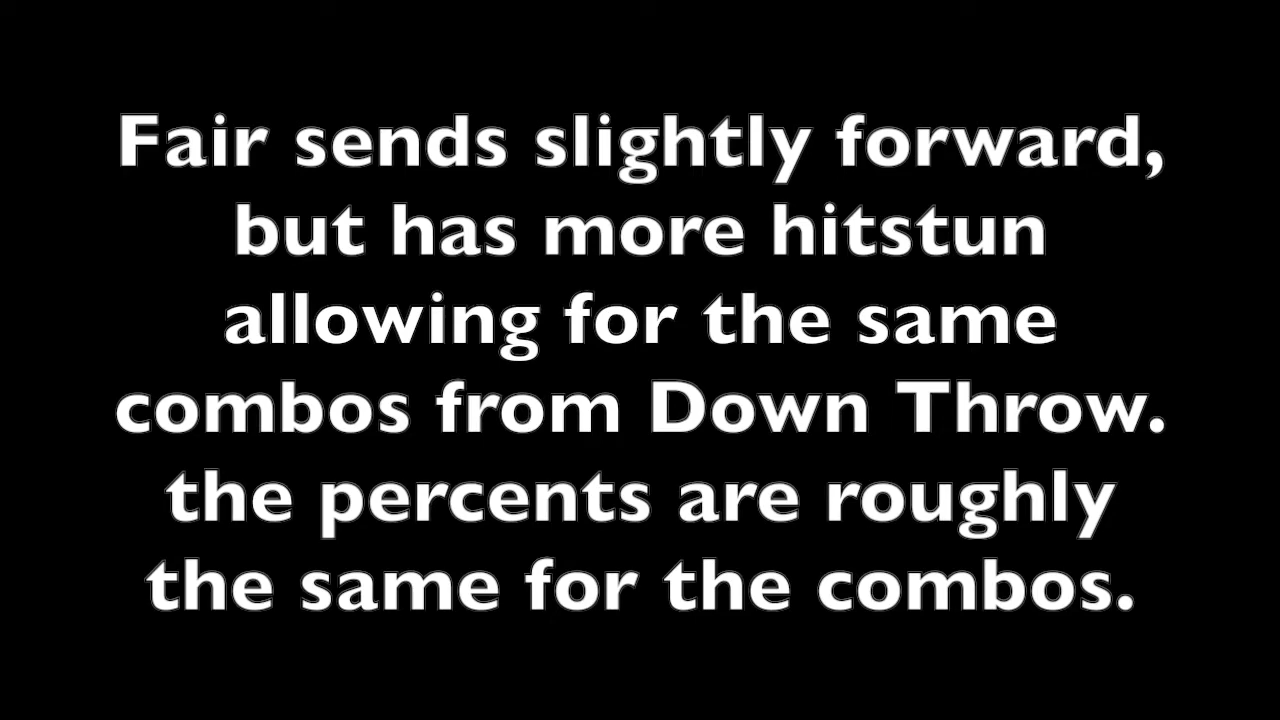 Fair sends slightly forward,
but has more hitstun
allowing for the same
combos from Down Throw.
the percents are roughly
the same for the combos.